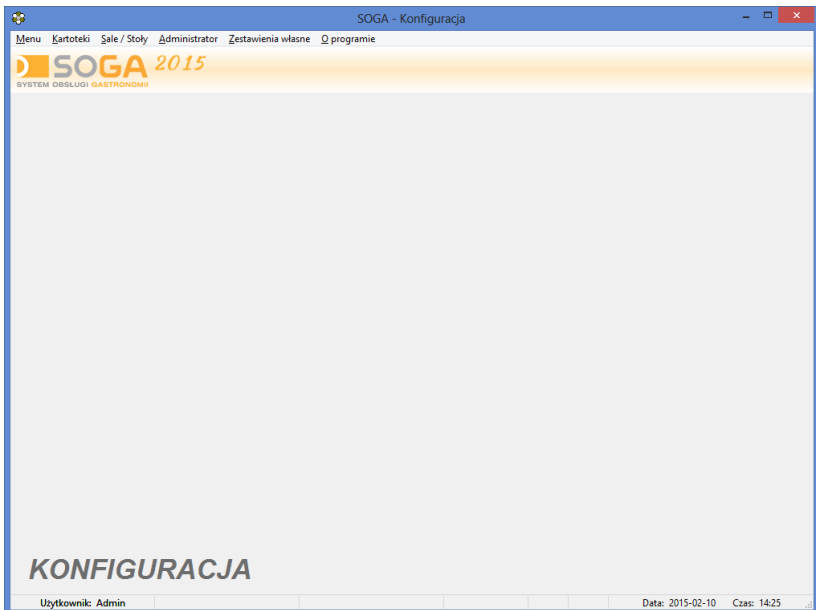 SOGA - Konfiguracja
Menu Kartoteki Sale / Stoły Administrator Zestawienia własne O programie
SOGA 2015
SYSTEM OBSŁUGI GASTRONOMII
KONFIGURACJA
Użytkownik: Admin Data: 2015-02-10 Czas: 14:25